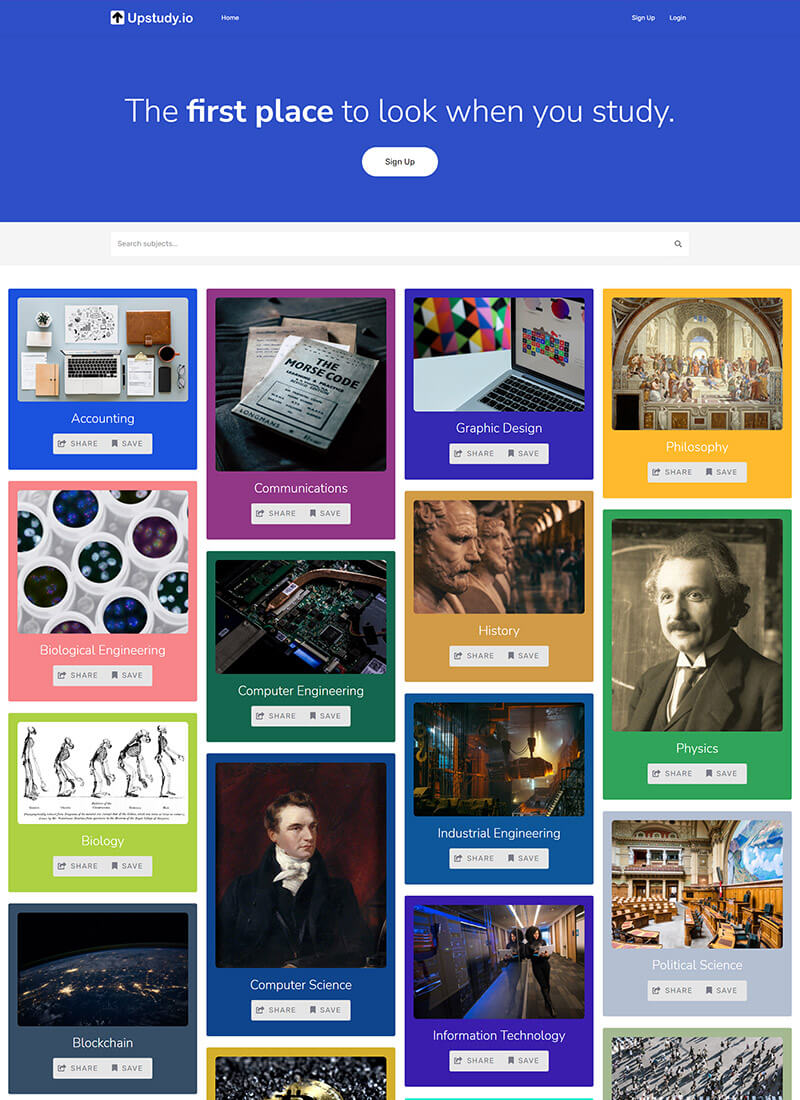 Upstudy.io
Home
Sign Up
Login
The first place to look when you study.
Sign Up
Search subjects...
Accounting
SHARE
SAVE
THE
MORSE CODE
LONGMANS
Communications
SHARE
SAVE
Graphic Design
SHARE
SAVE
Philosophy
SHARE
SAVE
Biological Engineering
SHARE
SAVE
Computer Engineering
SHARE
SAVE
History
SHARE
SAVE
Physics
SHARE
SAVE
Biology
SHARE
SAVE
Computer Science
SHARE
SAVE
Industrial Engineering
SHARE
SAVE
Political Science
SHARE
SAVE
Blockchain
SHARE
SAVE
Information Technology
SHARE
SAVE